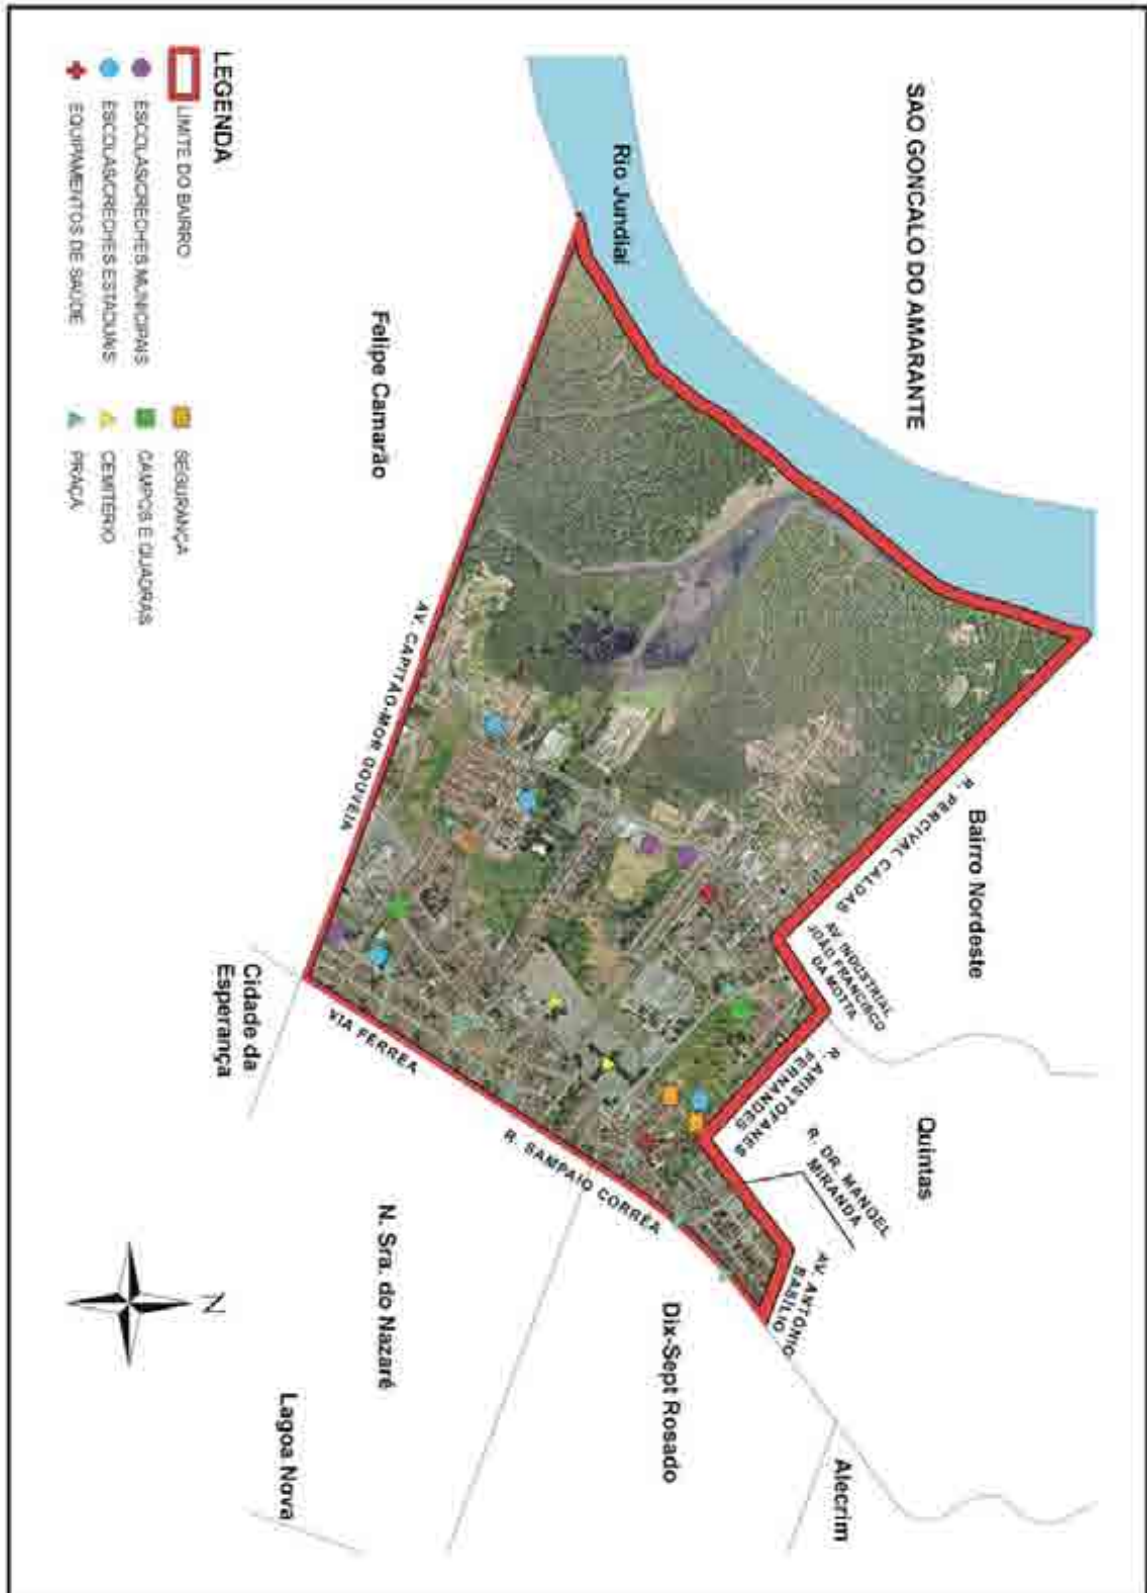 SAO GONCALO DO AMARANTE
Rio Jundiaí
Felipe Camarão
Bairro Nordeste
R. PERCIVAL CALDAS
AV. INDUSTRIAL
JOÃO FRANCISCO
DA MOTTA
R. ARISTÓFANES
FERNANDES
Quintas
R. DR. MANOEL
MIRANDA
AV. ANTÔNIO
BASÍLIO
AV. CAPITÃO-MOR GOUVEIA
Cidade da
Esperança
VIA FÉRREA
R. SAMPAIO CORRÊA
N. Sra. do Nazaré
Dix-Sept Rosado
Alecrim
Lagoa Nova
LEGENDA
LIMITE DO BAIRRO
ESCOLAS/CRECHES MUNICIPAIS
ESCOLAS/CRECHES ESTADUAIS
EQUIPAMENTOS DE SAÚDE
SEGURANÇA
CAMPOS E QUADRAS
CEMITÉRIO
PRAÇA
N